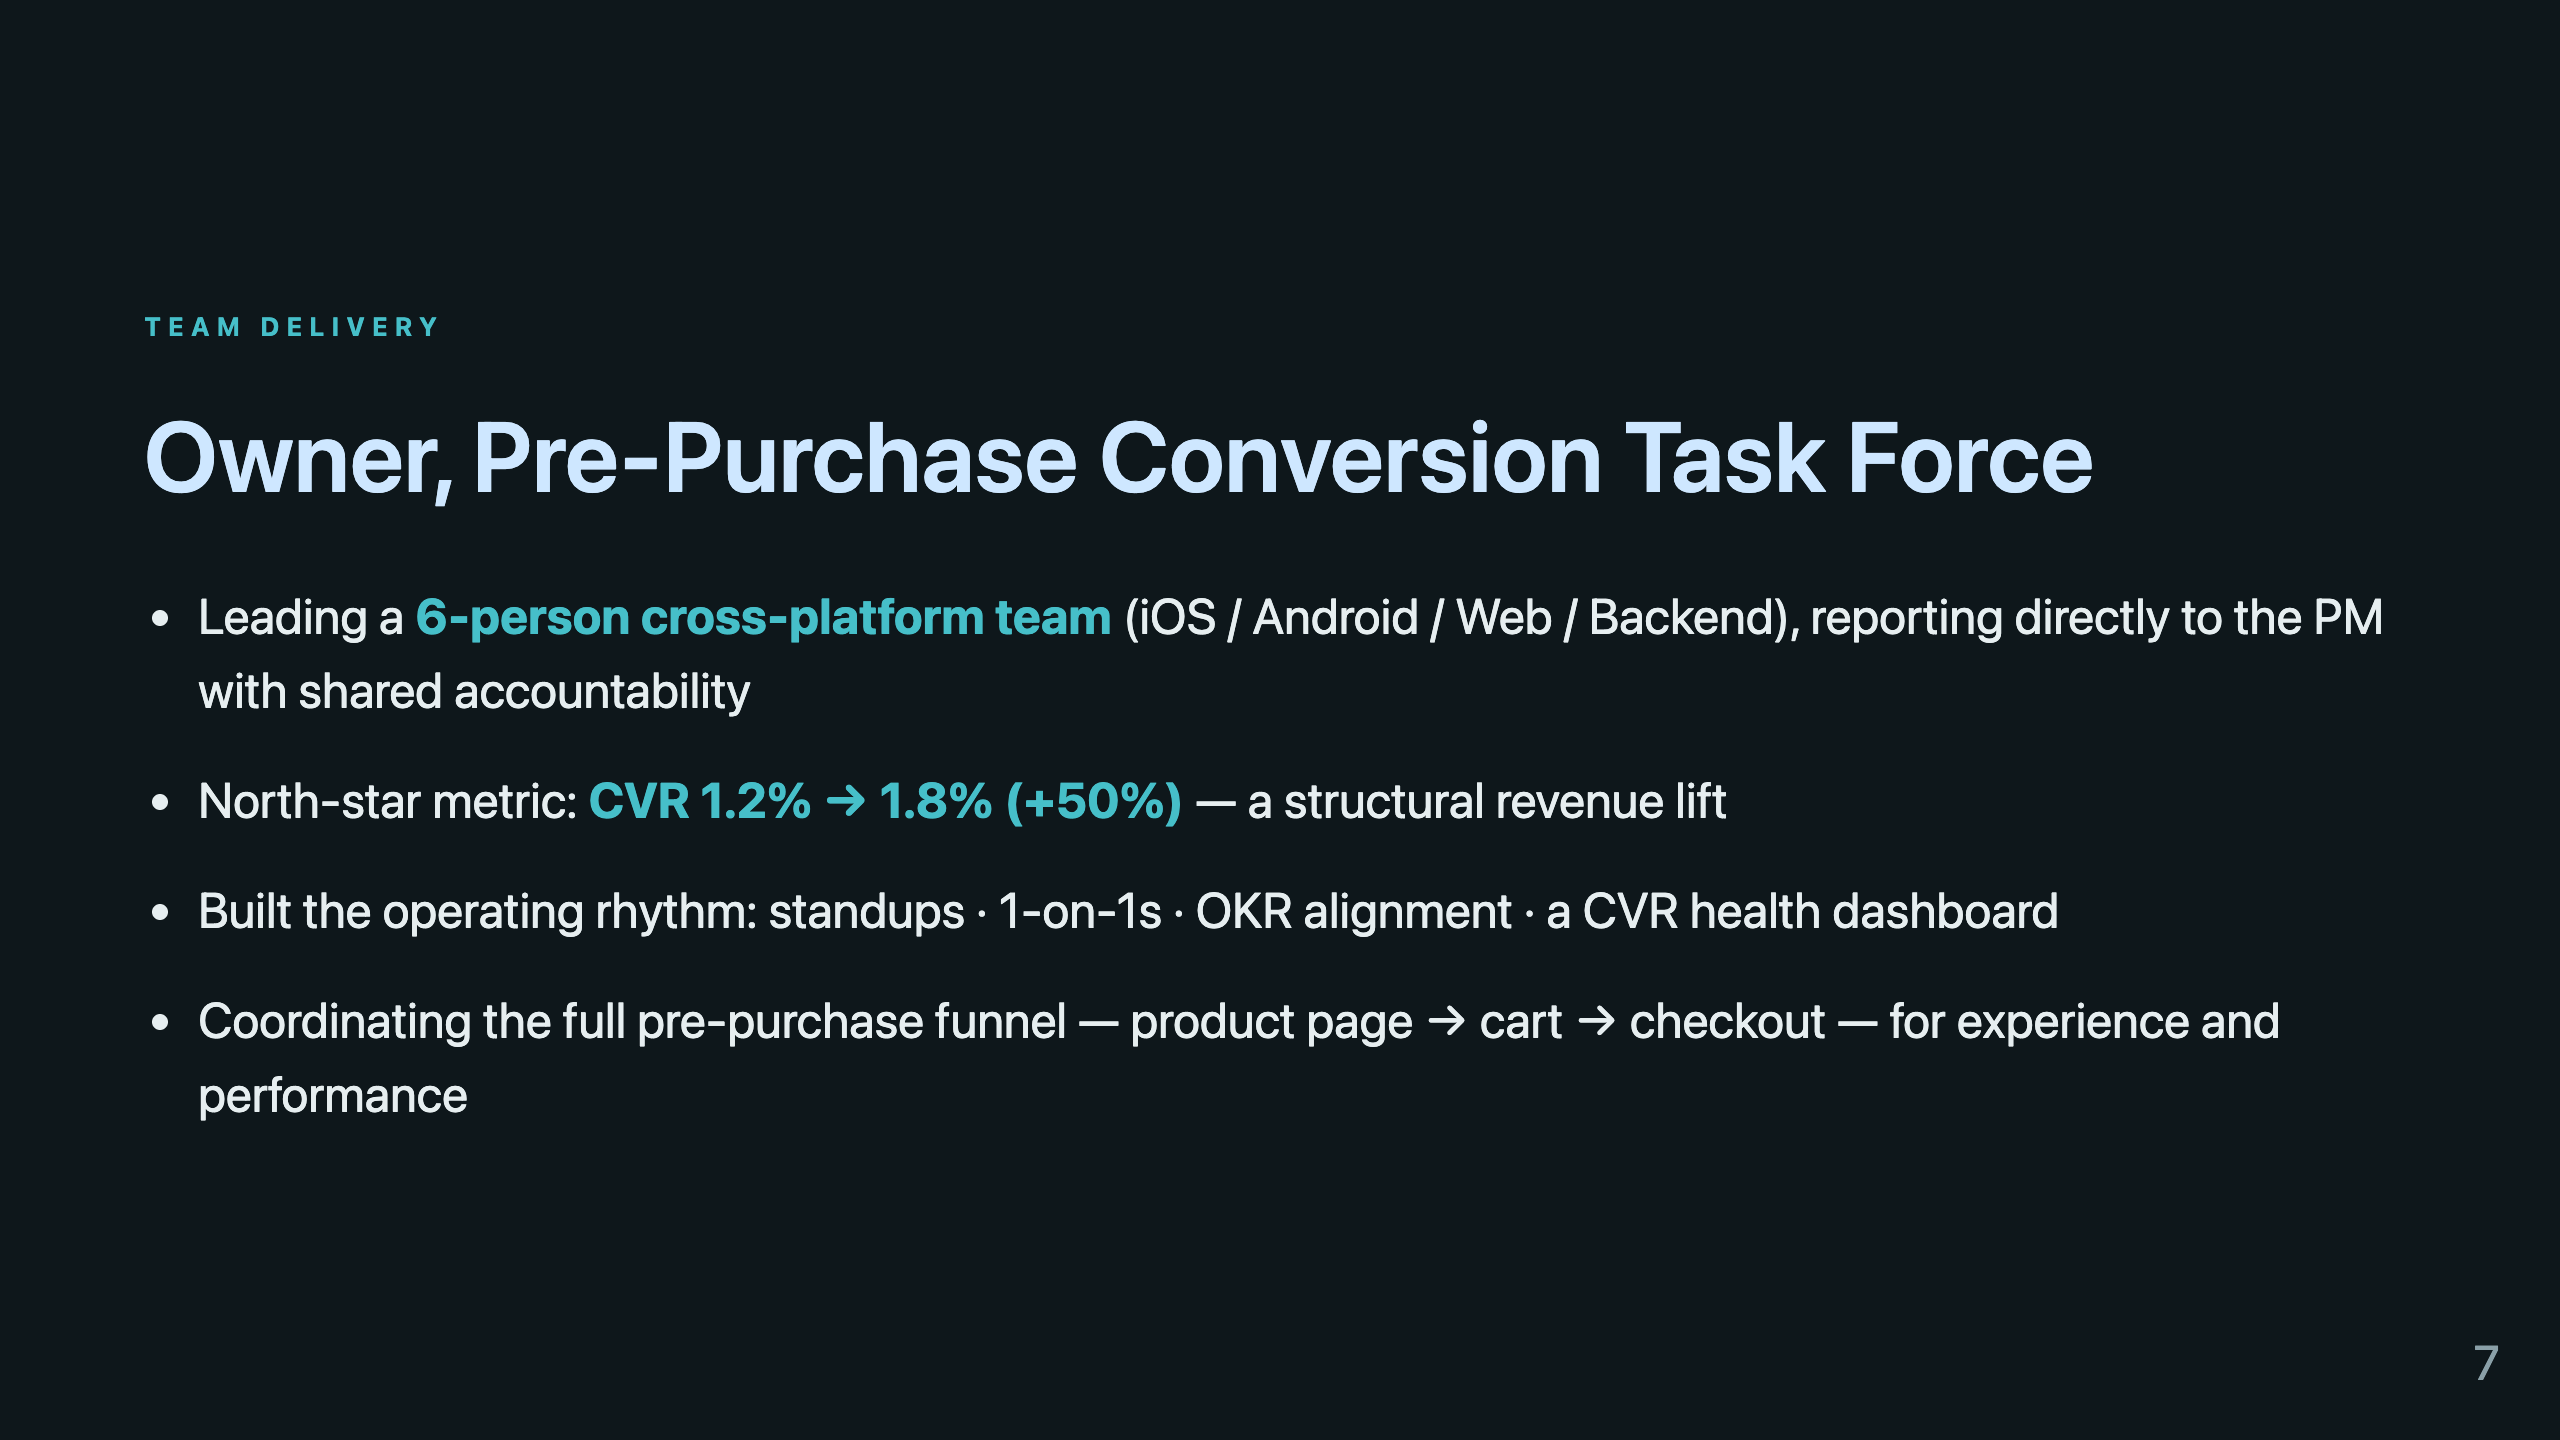 TEAM DELIVERY
Owner, Pre-Purchase Conversion Task Force
• Leading a 6-person cross-platform team (iOS / Android / Web / Backend), reporting directly to the PM
with shared accountability
• North-star metric: CVR 1.2% → 1.8% (+50%) — a structural revenue lift
• Built the operating rhythm: standups · 1-on-1s · OKR alignment · a CVR health dashboard
• Coordinating the full pre-purchase funnel — product page → cart → checkout — for experience and
performance
7